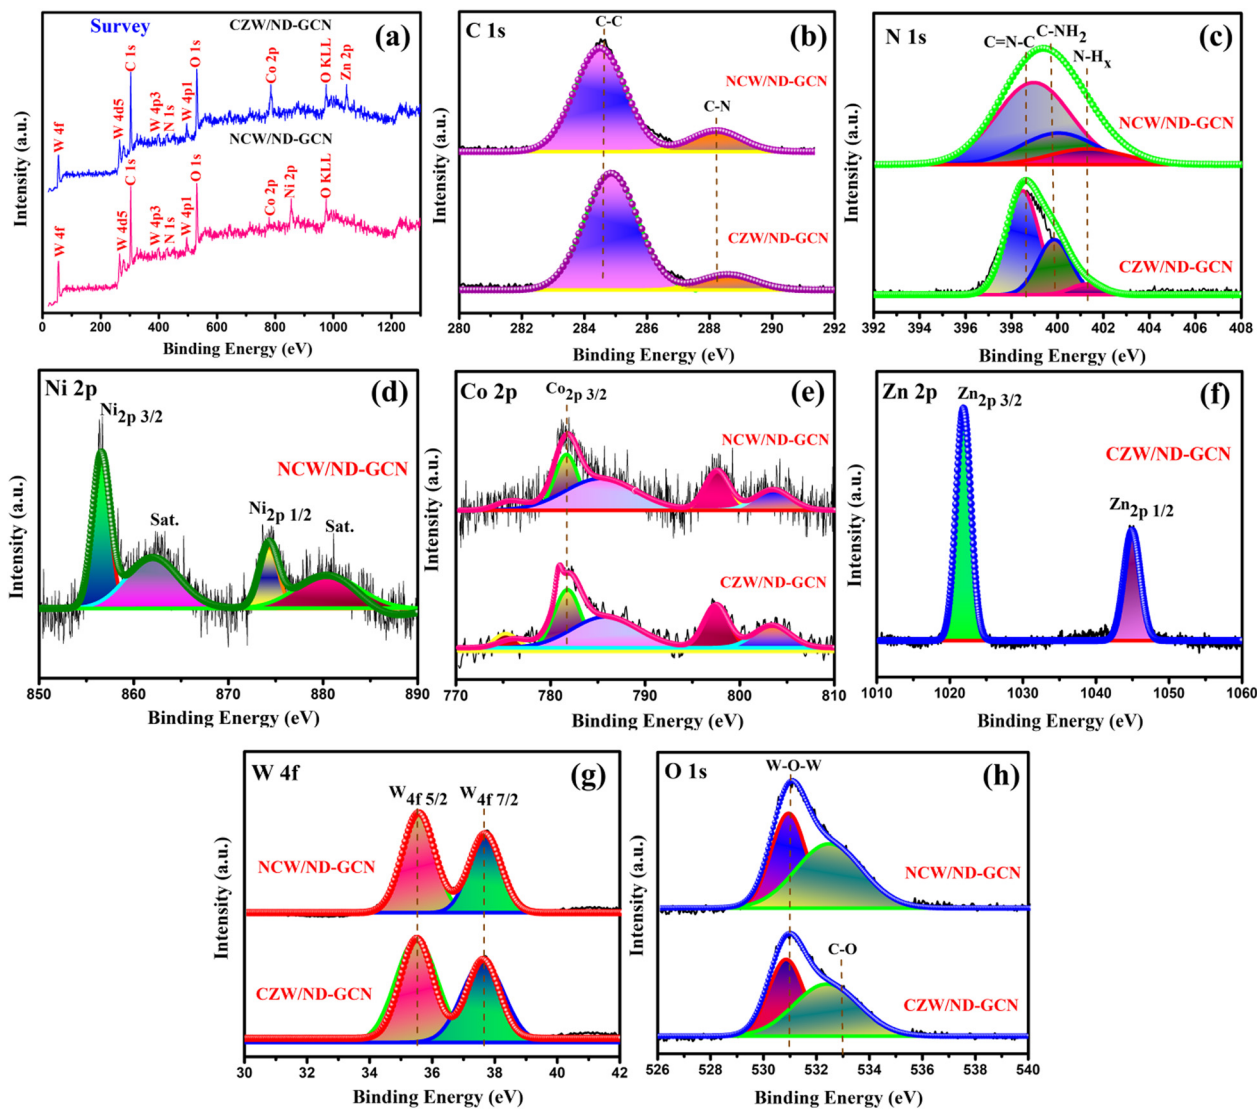 Survey
CZW/ND-GCN
(a)
W 4f
W 4d5
C 1s
W 4p3
N 1s
W 4p1
O 1s
Co 2p
O KLL
Zn 2p
NCW/ND-GCN
W 4f
W 4d5
C 1s
W 4p3
N 1s
W 4p1
O 1s
Co 2p
Ni 2p
O KLL
Intensity (a.u.)
0 200 400 600 800 1000 1200
Binding Energy (eV)
C 1s
C-C
(b)
NCW/ND-GCN
C-N
CZW/ND-GCN
Intensity (a.u.)
280 282 284 286 288 290 292
Binding Energy (eV)
N 1s
C=N-C
C-NH2
N-Hx
(c)
NCW/ND-GCN
CZW/ND-GCN
Intensity (a.u.)
392 394 396 398 400 402 404 406 408
Binding Energy (eV)
Ni 2p
Ni2p 3/2
(d)
NCW/ND-GCN
Sat.
Ni2p 1/2
Sat.
Intensity (a.u.)
850 860 870 880 890
Binding Energy (eV)
Co 2p
Co2p 3/2
(e)
NCW/ND-GCN
CZW/ND-GCN
Intensity (a.u.)
770 780 790 800 810
Binding Energy (eV)
Zn 2p
Zn2p 3/2
(f)
CZW/ND-GCN
Zn2p 1/2
Intensity (a.u.)
1010 1020 1030 1040 1050 1060
Binding Energy (eV)
W 4f
W4f 5/2
W4f 7/2
(g)
NCW/ND-GCN
CZW/ND-GCN
Intensity (a.u.)
30 32 34 36 38 40 42
Binding Energy (eV)
O 1s
W-O-W
(h)
NCW/ND-GCN
C-O
CZW/ND-GCN
Intensity (a.u.)
526 528 530 532 534 536 538 540
Binding Energy (eV)